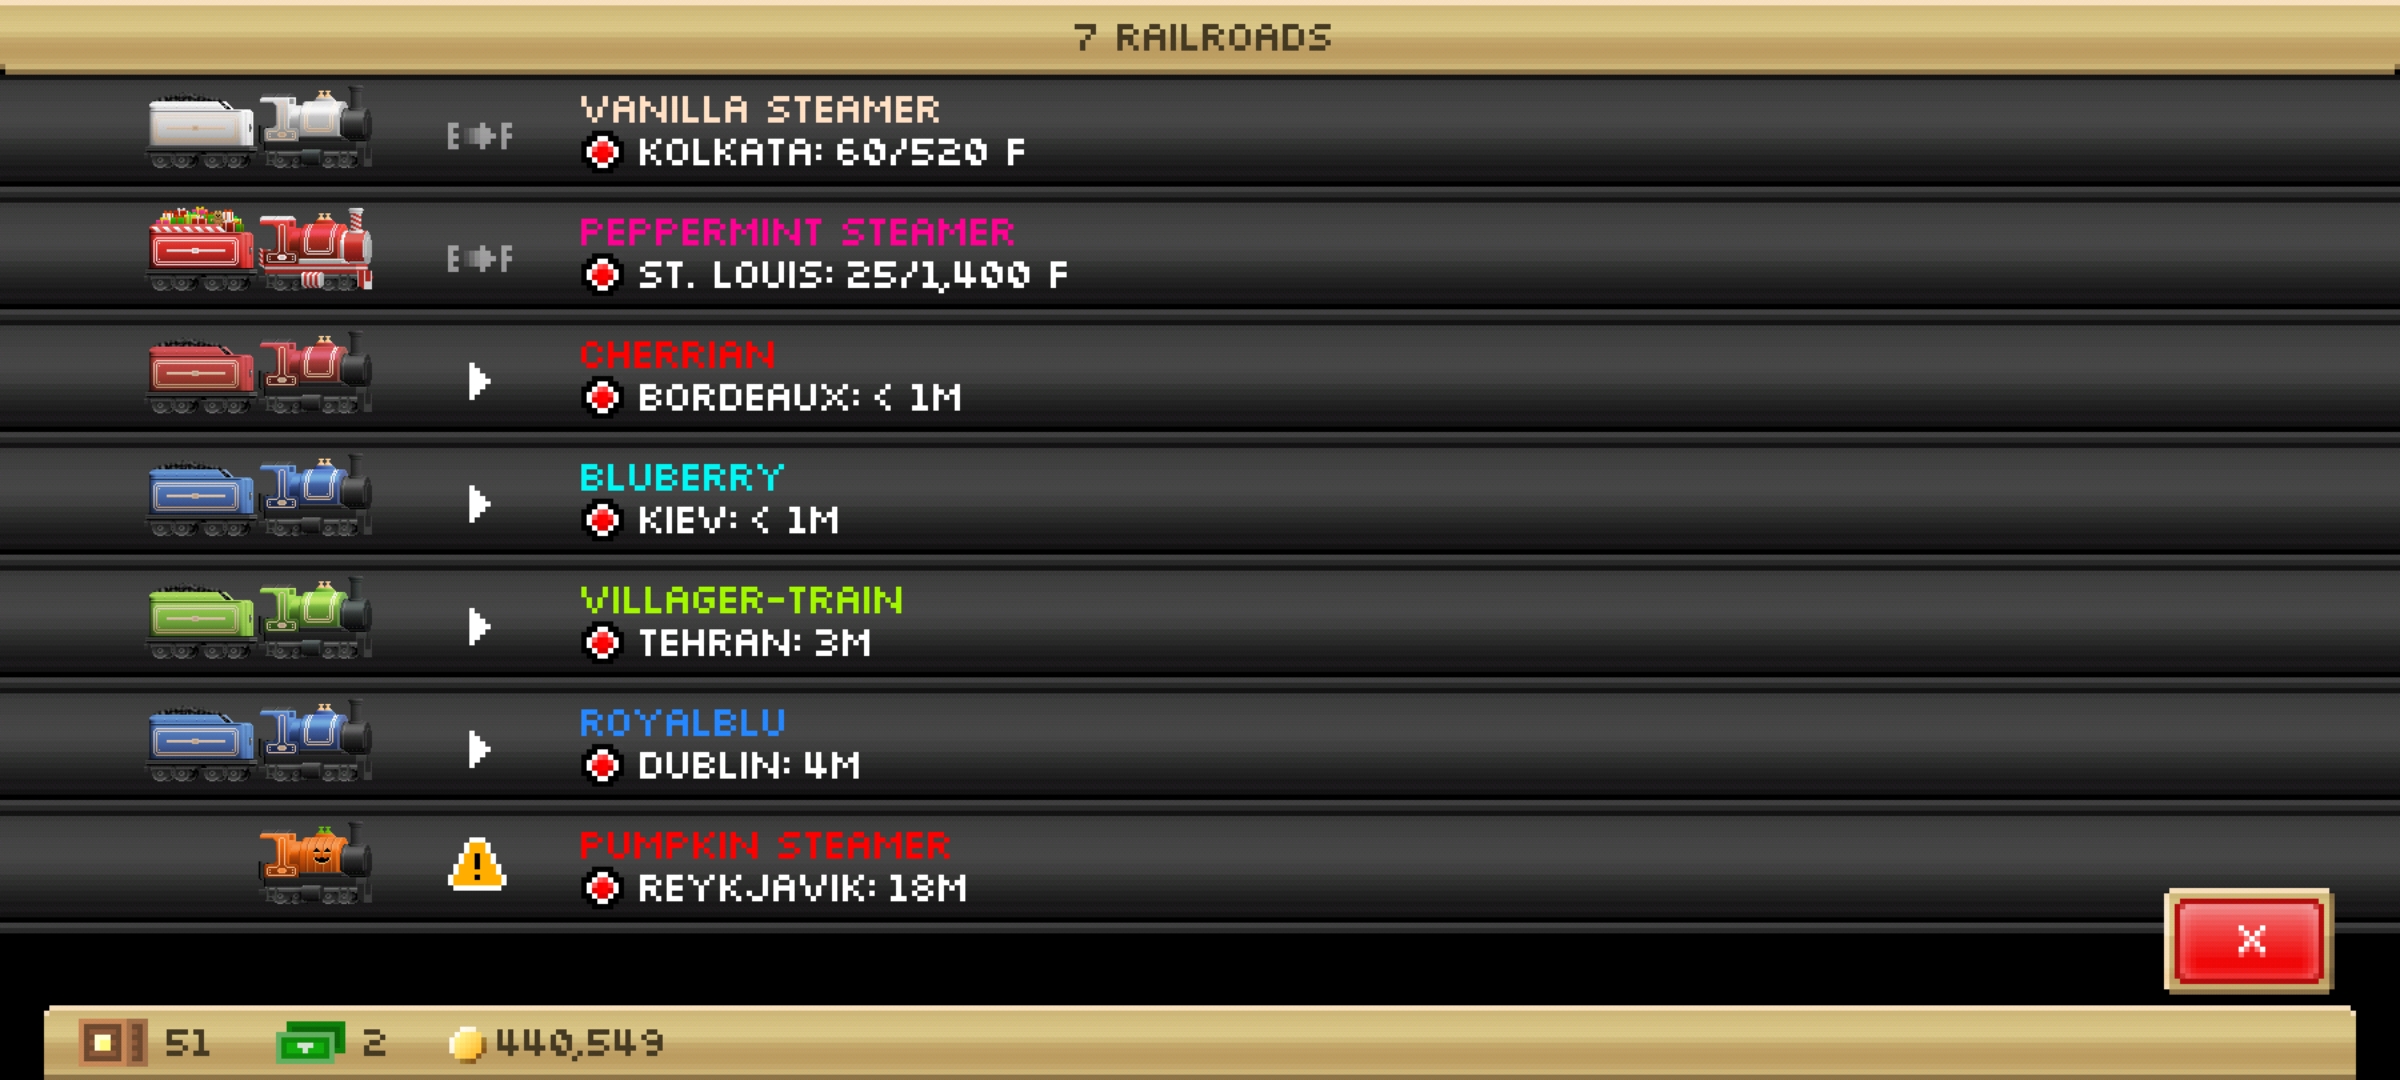 7 RAILROADS
VANILLA STEAMER
E F
KOLKATA: 60/520 F
PEPPERMINT STEAMER
E F
ST. LOUIS: 25/1,400 F
CHERRIAN
BORDEAUX: < 1M
BLUBERRY
KIEV: < 1M
VILLAGER-TRAIN
TEHRAN: 3M
ROYALBLU
DUBLIN: 4M
PUMPKIN STEAMER
!
REYKJAVIK: 18M
X
51 2 440,549